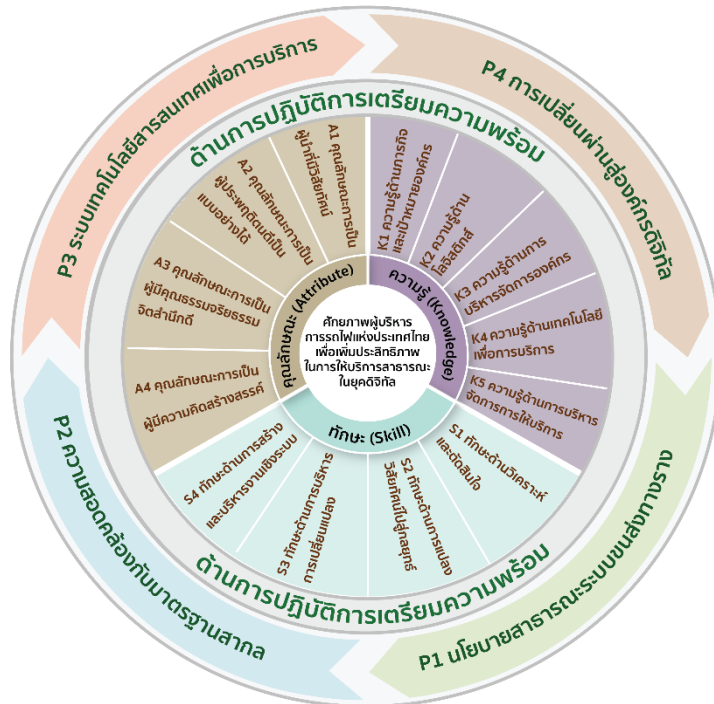 P3 ระบบเทคโนโลยีสารสนเทศเพื่อการบริการ
P4 การเปลี่ยนผ่านสู่องค์กรดิจิทัล
ด้านการปฏิบัติการเตรียมความพร้อม
A1 คุณลักษณะการเป็น
ผู้นำที่มีวิสัยทัศน์
A2 คุณลักษณะการเป็น
ผู้ประพฤติตนดีเป็น
แบบอย่างได้
A3 คุณลักษณะการเป็น
ผู้มีคุณธรรมจริยธรรม
จิตสำนึกดี
A4 คุณลักษณะการเป็น
ผู้มีความคิดสร้างสรรค์
K1 ความรู้ด้านภารกิจ
และเป้าหมายองค์กร
K2 ความรู้ด้าน
โลจิสติกส์
K3 ความรู้ด้านการ
บริหารจัดการองค์กร
K4 ความรู้ด้านเทคโนโลยี
เพื่อการบริการ
K5 ความรู้ด้านการบริหาร
จัดการการให้บริการ
คุณลักษณะ (Attribute)
ความรู้ (Knowledge)
ศักยภาพผู้บริหาร
การรถไฟแห่งประเทศไทย
เพื่อเพิ่มประสิทธิภาพ
ในการให้บริการสาธารณะ
ในยุคดิจิทัล
ทักษะ (Skill)
S4 ทักษะด้านการสร้าง
และบริหารงานเชิงระบบ
S3 ทักษะด้านการบริหาร
การเปลี่ยนแปลง
S2 ทักษะด้านการแปลง
วิสัยทัศน์ไปสู่กลยุทธ์
S1 ทักษะด้านวิเคราะห์
และตัดสินใจ
ด้านการปฏิบัติการเตรียมความพร้อม
P2 ความสอดคล้องกับมาตรฐานสากล
P1 นโยบายสาธารณะระบบขนส่งทางราง